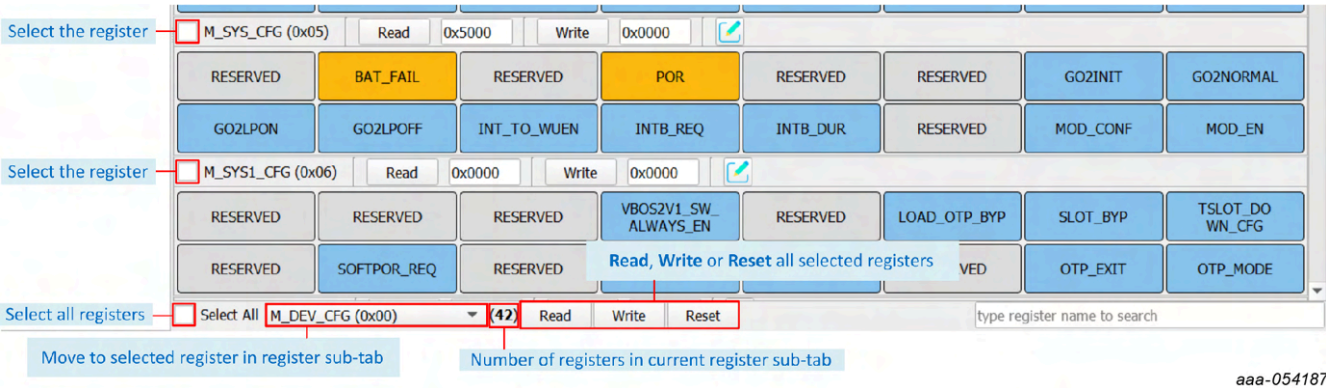 Select the register
M_SYS_CFG (0x05) Read 0x5000 Write 0x0000
RESERVED BAT_FAIL RESERVED POR RESERVED RESERVED GO2INIT GO2NORMAL
GO2LPON GO2LPOFF INT_TO_WUEN INTB_REQ INTB_DUR RESERVED MOD_CONF MOD_EN
Select the register
M_SYS1_CFG (0x06) Read 0x0000 Write 0x0000
RESERVED RESERVED RESERVED VBOS2V1_SW_
ALWAYS_EN RESERVED LOAD_OTP_BYP SLOT_BYP TSLOT_DO
WN_CFG
RESERVED SOFTPOR_REQ RESERVED
Read, Write or Reset all selected registers
VED OTP_EXIT OTP_MODE
Select all registers
Select All M_DEV_CFG (0x00) (42) Read Write Reset type register name to search
Move to selected register in register sub-tab
Number of registers in current register sub-tab
aaa-054187